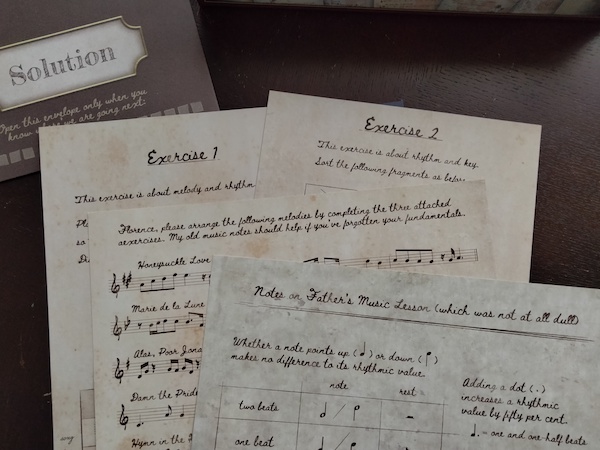 Solution
Open this envelope only when you
know where we are going next:
Exercise 1
This exercise is about melody and rhythm
Exercise 2
This exercise is about rhythm and key.
Sort the following fragments as below
Florence, please arrange the following melodies by completing the three attached
aexercises. My old music notes should help if you've forgotten your fundamentals.
Honeysuckle Love
Marie de la Lune
Alas, Poor Jona
Damn the Pride
Hymn in the
Notes on Father's Music Lesson (which was not at all dull)
Whether a note points up ( ) or down ( )
makes no difference to its rhythmic value.
note rest
two beats
one beat
Adding a dot (.)
increases a rhythmic
value by fifty per cent.
= one and one-half beats